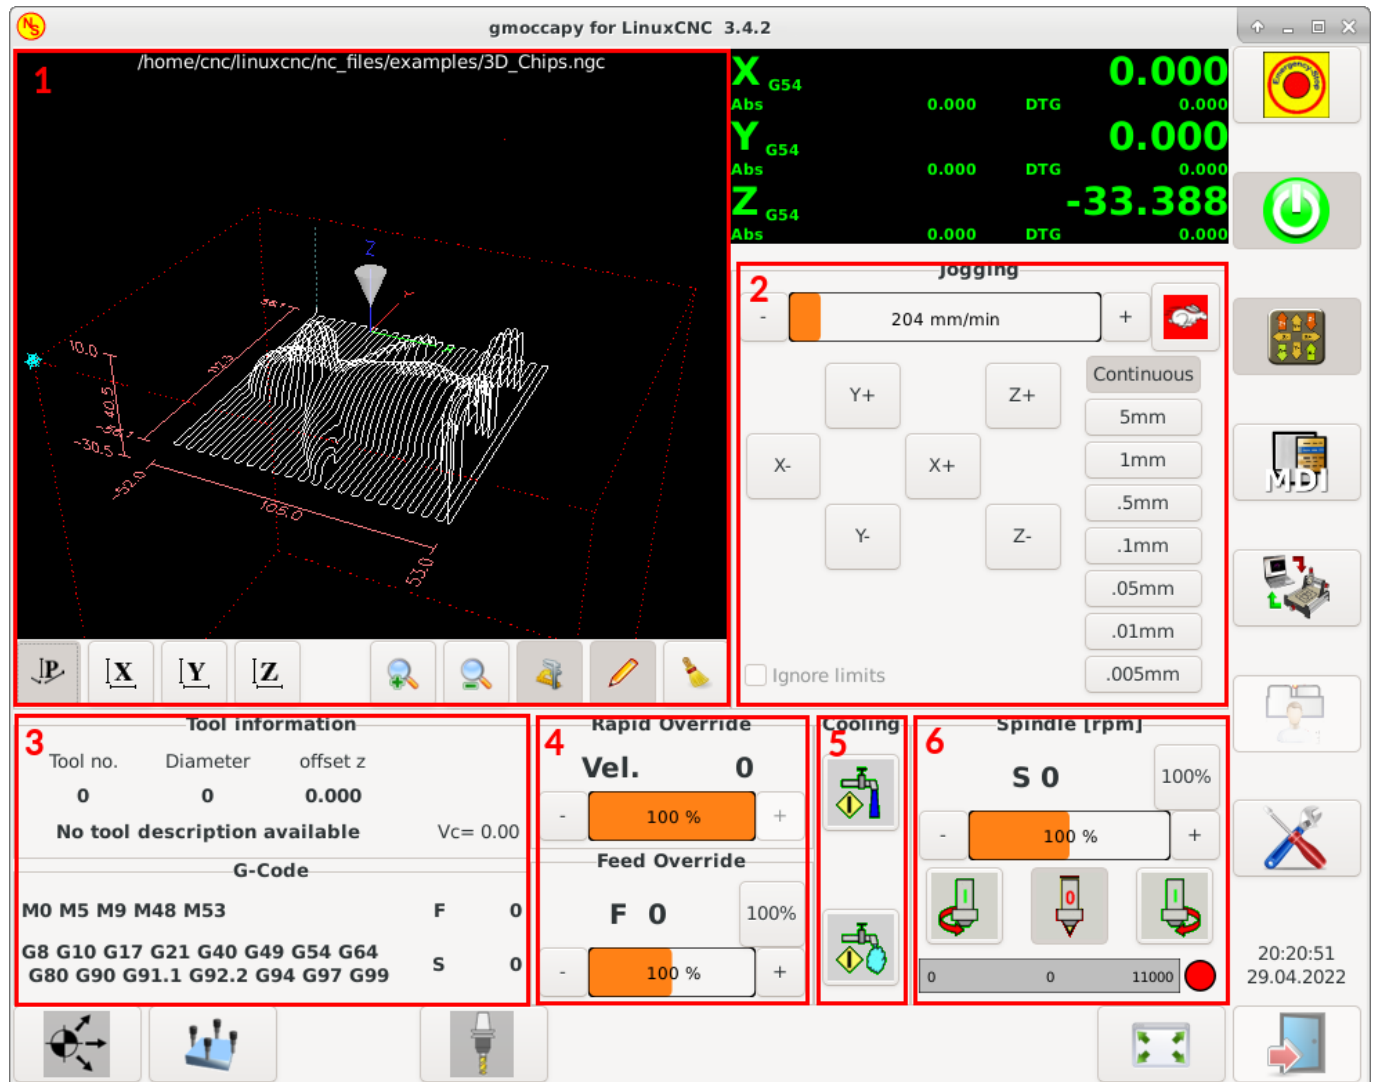 NS
gmoccapy for LinuxCNC 3.4.2
1
/home/cnc/linuxcnc/nc_files/examples/3D_Chips.ngc
X G54 0.000
Abs 0.000 DTG 0.000
Y G54 0.000
Abs 0.000 DTG 0.000
Z G54 -33.388
Abs 0.000 DTG 0.000
Emergency-Stop
Z
Y
10.0
40.5
-30.5
-52.0
105.0
53.0
P X Y Z
2
Jogging
- 204 mm/min +
Continuous
Y+ Z+
5mm
X- X+
1mm
.5mm
Y- Z-
.1mm
.05mm
.01mm
Ignore limits
.005mm
MDI
3
Tool information
Tool no. Diameter offset z
0 0 0.000
No tool description available Vc= 0.00
G-Code
M0 M5 M9 M48 M53 F 0
G8 G10 G17 G21 G40 G49 G54 G64
G80 G90 G91.1 G92.2 G94 G97 G99
S 0
4
Rapid Override
Vel. 0
- 100 % +
Feed Override
F 0 100%
- 100 % +
5
Cooling
6
Spindle [rpm]
S 0 100%
- 100 % +
I 0 I
0 0 11000
20:20:51
29.04.2022